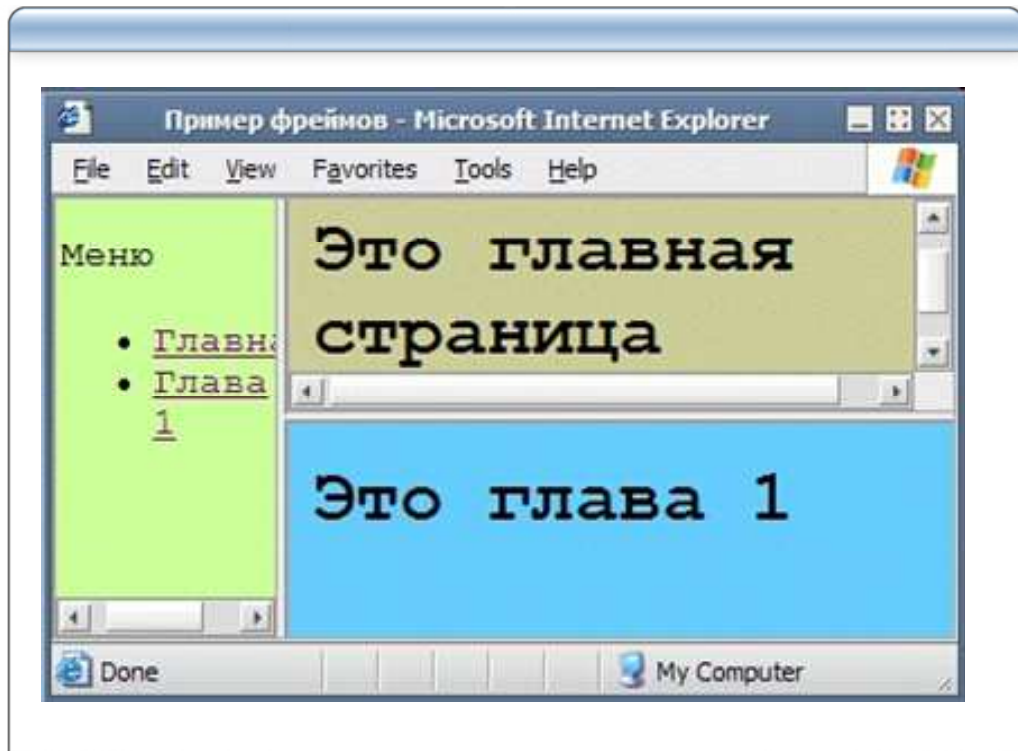 Пример фреймов - Microsoft Internet Explorer
File Edit View Favorites Tools Help
Меню
Главна
Глава
1
Это главная
страница
Это глава 1
Done
My Computer